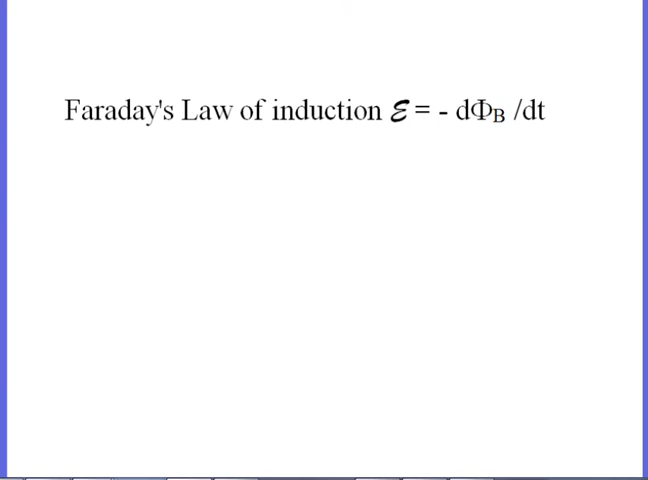 Faraday's Law of induction ℰ = - dΦB /dt